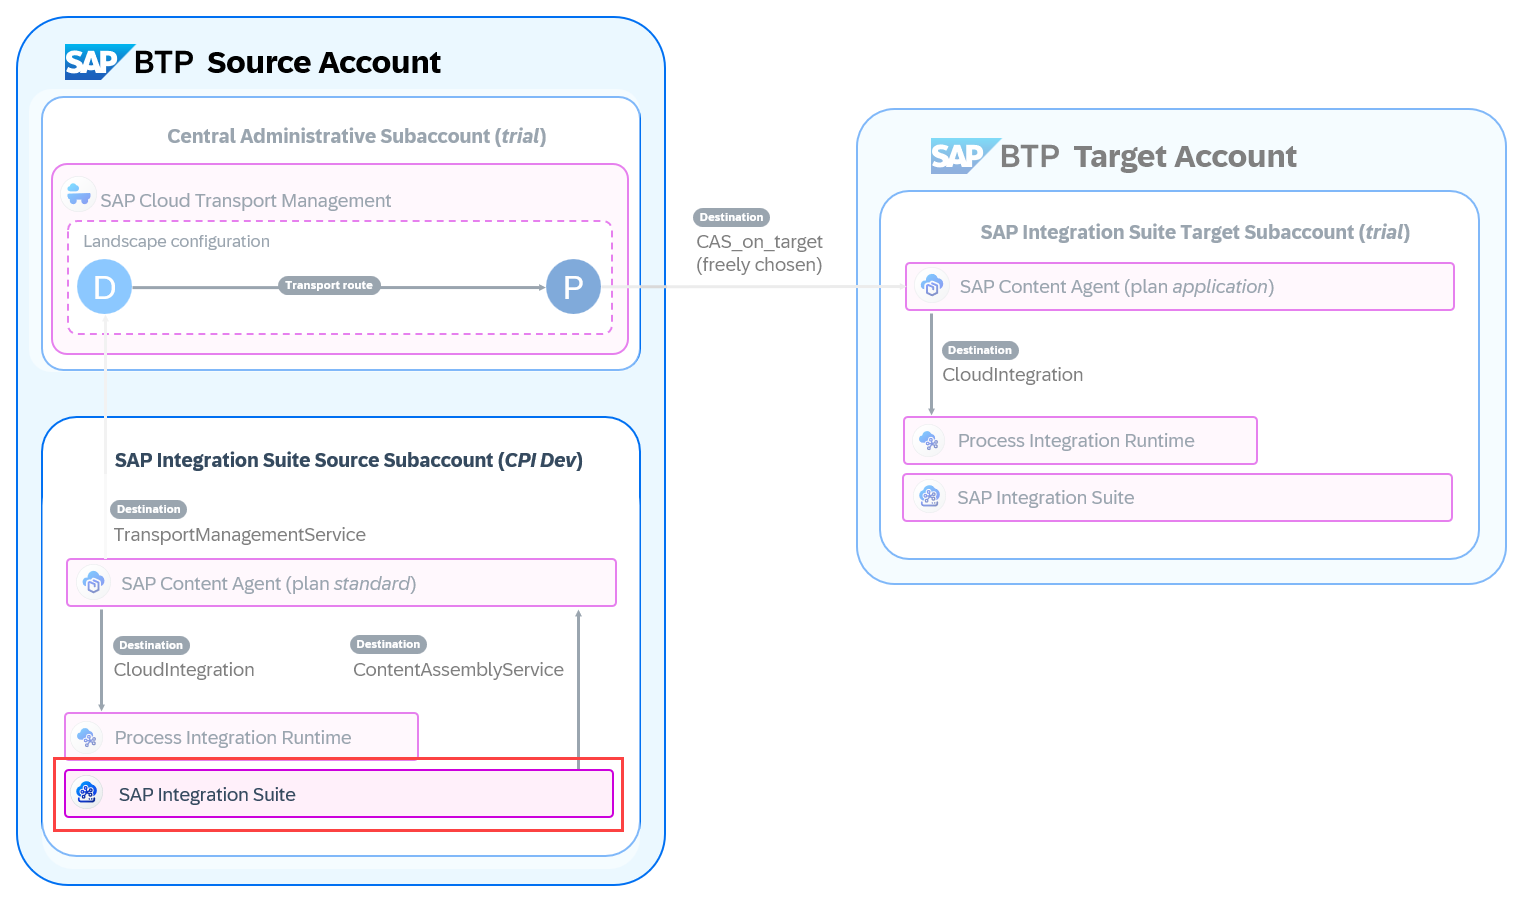 SAP BTP Source Account
Central Administrative Subaccount (trial)
SAP Cloud Transport Management
Landscape configuration
D
Transport route
P
SAP Integration Suite Source Subaccount (CPI Dev)
Destination
TransportManagementService
SAP Content Agent (plan standard)
Destination
CloudIntegration
Destination
ContentAssemblyService
Process Integration Runtime
SAP Integration Suite
Destination
CAS_on_target
(freely chosen)
SAP BTP Target Account
SAP Integration Suite Target Subaccount (trial)
SAP Content Agent (plan application)
Destination
CloudIntegration
Process Integration Runtime
SAP Integration Suite